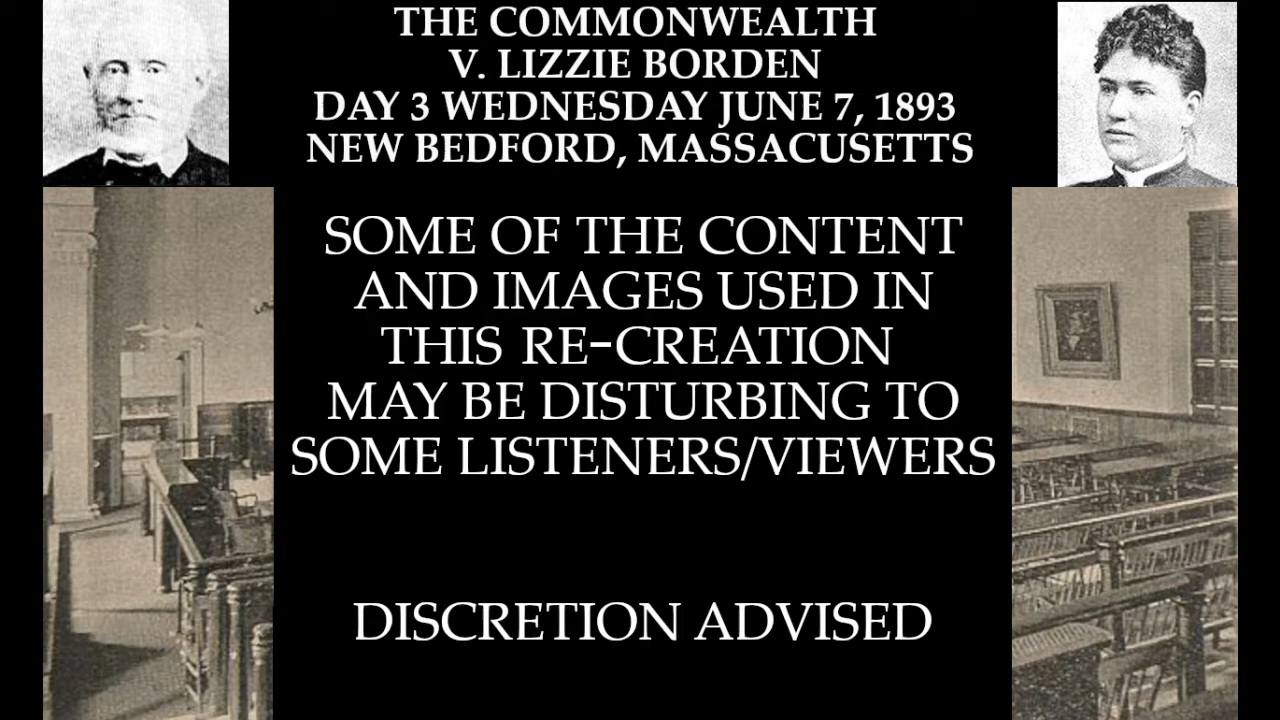 THE COMMONWEALTH
V. LIZZIE BORDEN
DAY 3 WEDNESDAY JUNE 7, 1893
NEW BEDFORD, MASSACUSETTS
SOME OF THE CONTENT
AND IMAGES USED IN
THIS RE-CREATION
MAY BE DISTURBING TO
SOME LISTENERS/VIEWERS
DISCRETION ADVISED